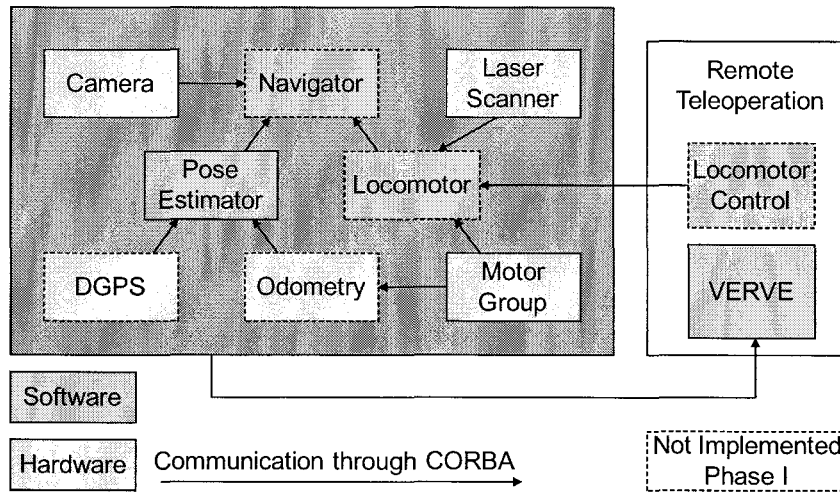 Camera
Navigator
Laser
Scanner
Remote
Teleoperation
Pose
Estimator
Locomotor
Locomotor
Control
DGPS
Odometry
Motor
Group
VERVE
Software
Hardware
Communication through CORBA
Not Implemented
Phase I